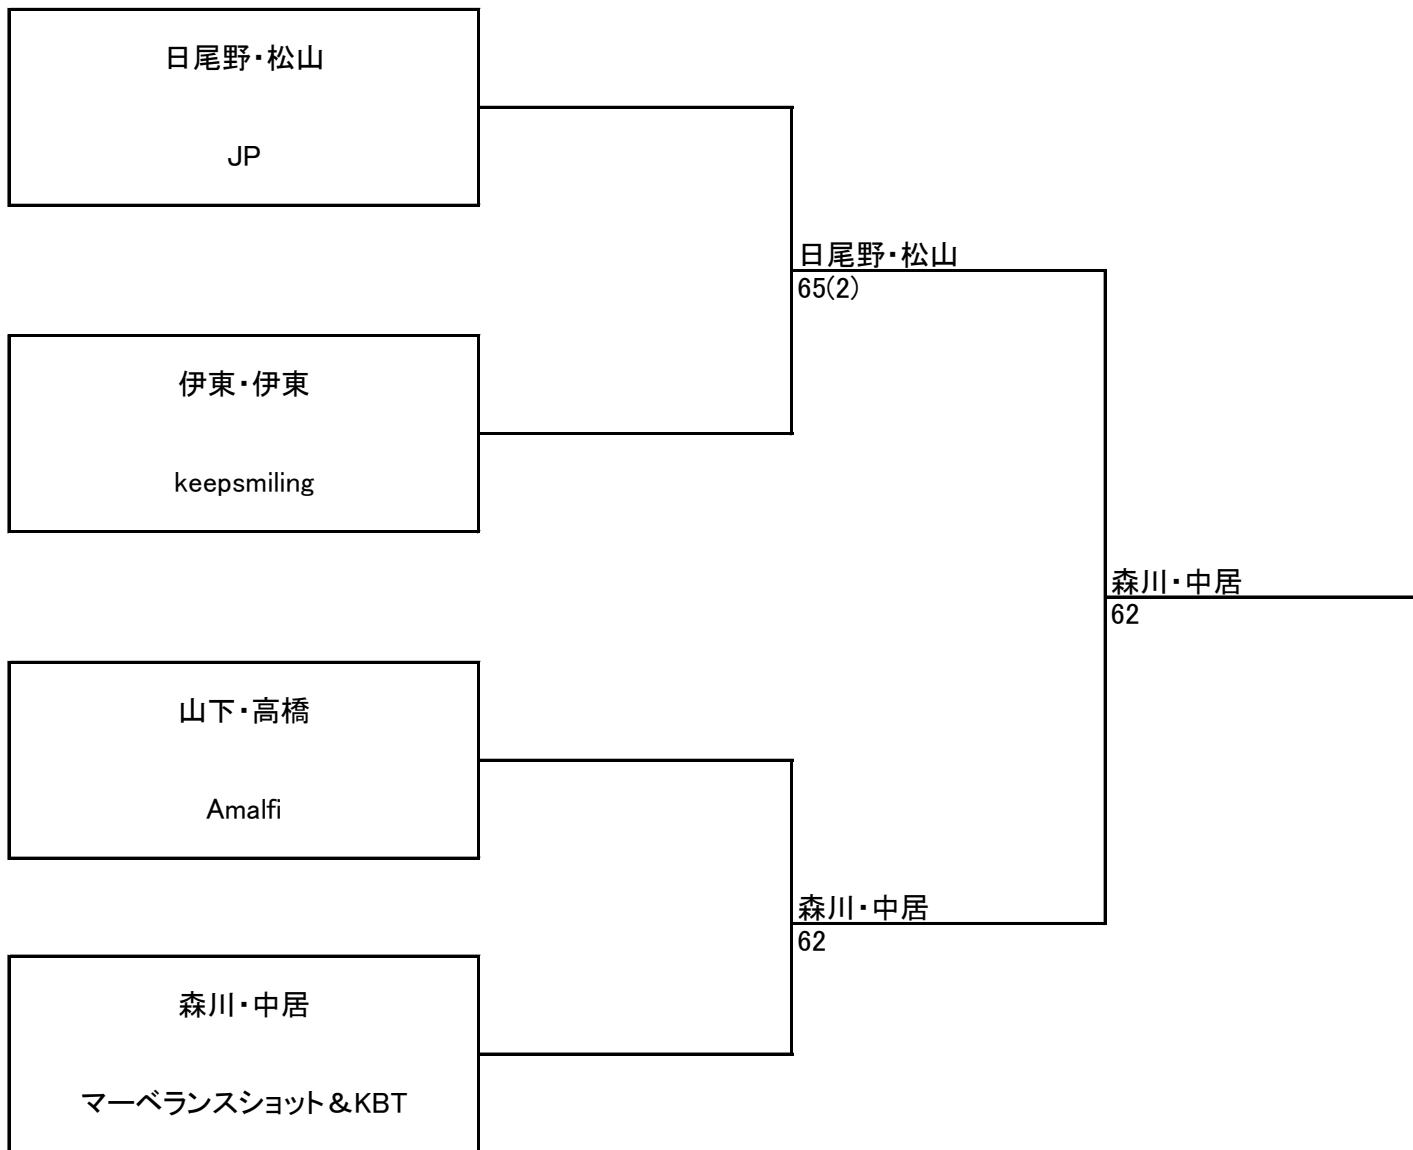 日尾野・松山
JP
日尾野・松山
65(2)
伊東・伊東
keepsmiling
森川・中居
62
山下・高橋
Amalfi
森川・中居
62
森川・中居
マーベランスショット&KBT